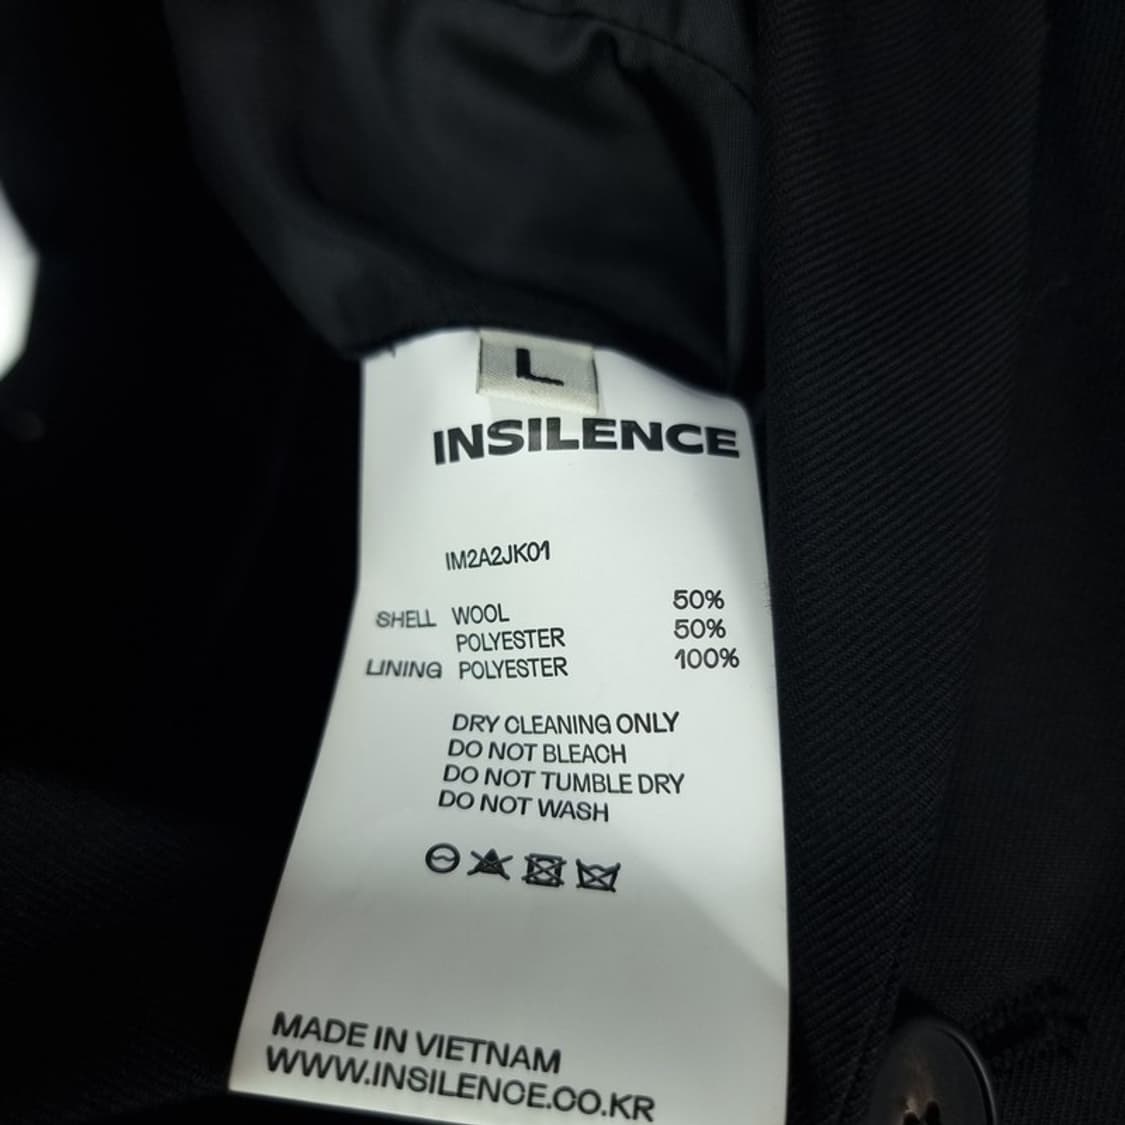 L
INSILENCE
IM2A2JK01
SHELL WOOL 50%
POLYESTER 50%
LINING POLYESTER 100%
DRY CLEANING ONLY
DO NOT BLEACH
DO NOT TUMBLE DRY
DO NOT WASH
MADE IN VIETNAM
WWW.INSILENCE.CO.KR